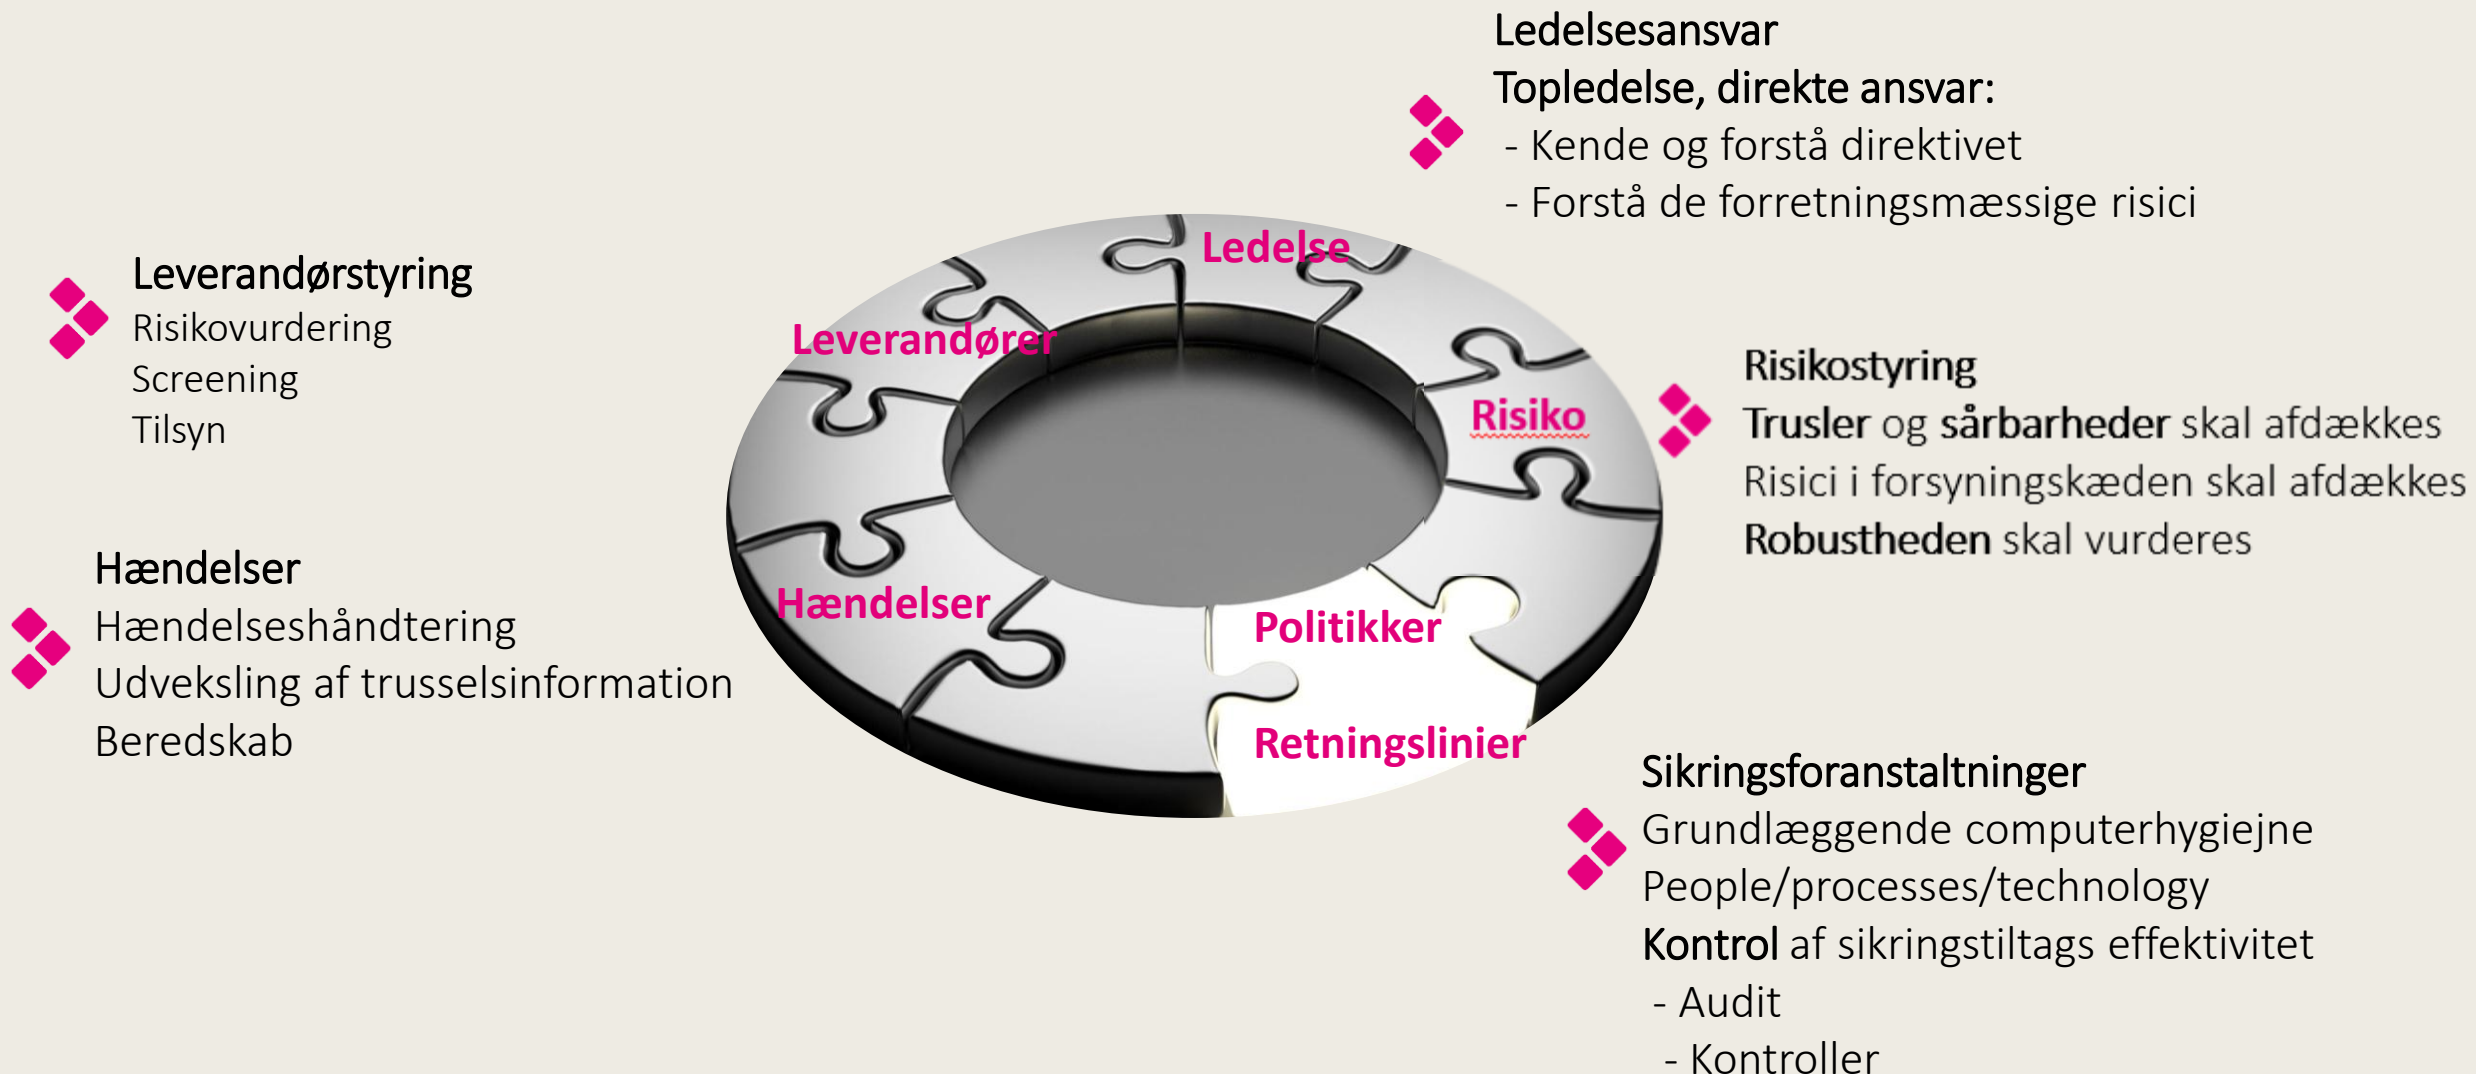 Ledelsesansvar
Topledelse, direkte ansvar:
- Kende og forstå direktivet
- Forstå de forretningsmæssige risici
Leverandørstyring
Risikovurdering
Screening
Tilsyn
Ledelse
Leverandører
Risiko
Hændelser
Politikker
Retningslinier
Risikostyring
Trusler og sårbarheder skal afdækkes
Risici i forsyningskæden skal afdækkes
Robustheden skal vurderes
Hændelser
Hændelseshåndtering
Udveksling af trusselsinformation
Beredskab
Sikringsforanstaltninger
Grundlæggende computerhygiejne
People/processes/technology
Kontrol af sikringstiltags effektivitet
- Audit
- Kontroller